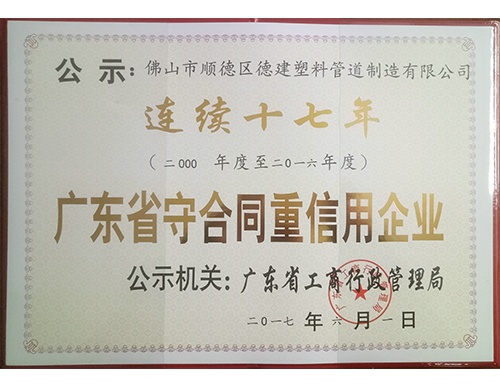 公示：佛山市顺德区德建塑料管道制造有限公司
连续十七年
（二000 年度至二0一六年度）
广东省守合同重信用企业
公示机关：广东省工商行政管理局
二0一七年六月一日